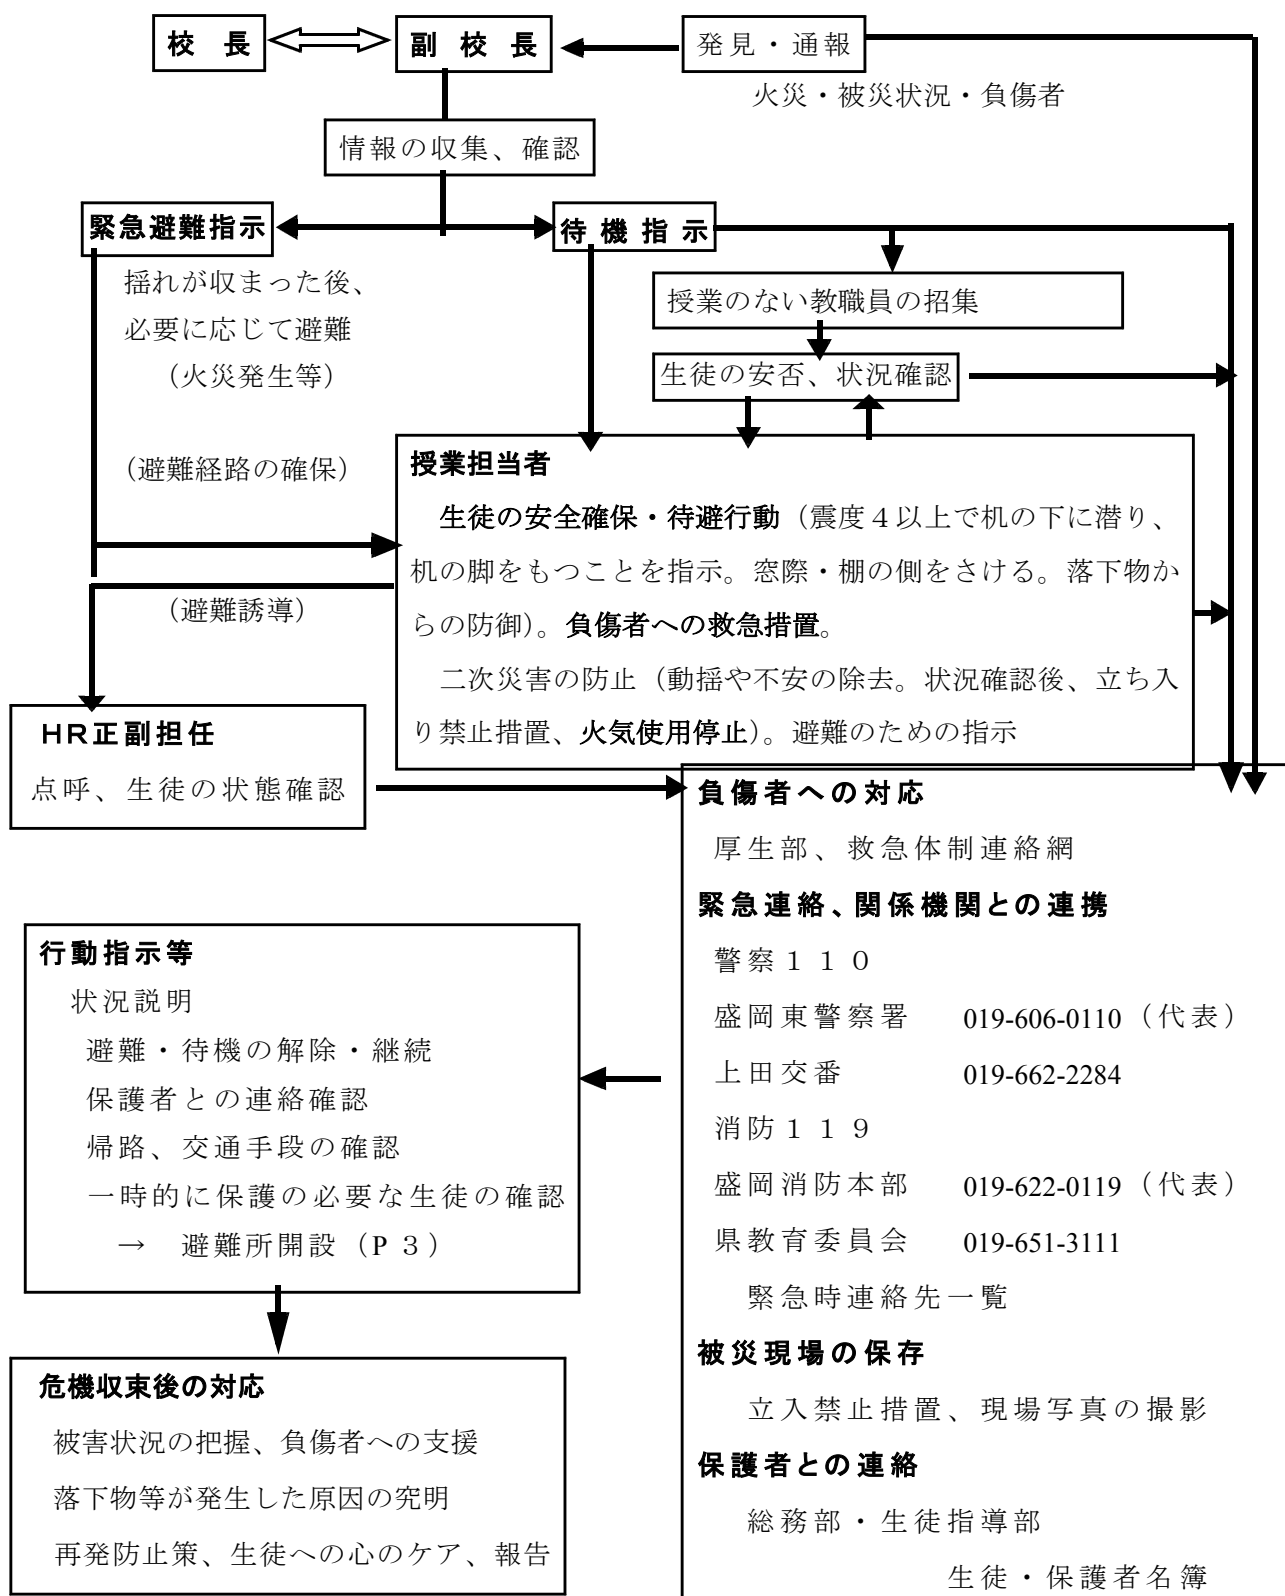 校　長
副　校　長
発見・通報
火災・被災状況・負傷者
情報の収集、確認
緊急避難指示
待機指示
揺れが収まった後、
必要に応じて避難
（火災発生等）
（避難経路の確保）
授業のない教職員の招集
生徒の安否、状況確認
授業担当者
生徒の安全確保・待避行動（震度４以上で机の下に潜り、
机の脚をもつことを指示。窓際・棚の側をさける。落下物か
らの防御）。負傷者への救急措置。
二次災害の防止（動揺や不安の除去。状況確認後、立ち入
り禁止措置、火気使用停止）。避難のための指示
（避難誘導）
ＨＲ正副担任
点呼、生徒の状態確認
負傷者への対応
厚生部、救急体制連絡網
緊急連絡、関係機関との連携
警察１１０
盛岡東警察署　019-606-0110（代表）
上田交番　019-662-2284
消防１１９
盛岡消防本部　019-622-0119（代表）
県教育委員会　019-651-3111
緊急時連絡先一覧
被災現場の保存
立入禁止措置、現場写真の撮影
保護者との連絡
総務部・生徒指導部
生徒・保護者名簿
行動指示等
状況説明
避難・待機の解除・継続
保護者との連絡確認
帰路、交通手段の確認
一時的に保護の必要な生徒の確認
→　避難所開設（P３）
危機収束後の対応
被害状況の把握、負傷者への支援
落下物等が発生した原因の究明
再発防止策、生徒への心のケア、報告